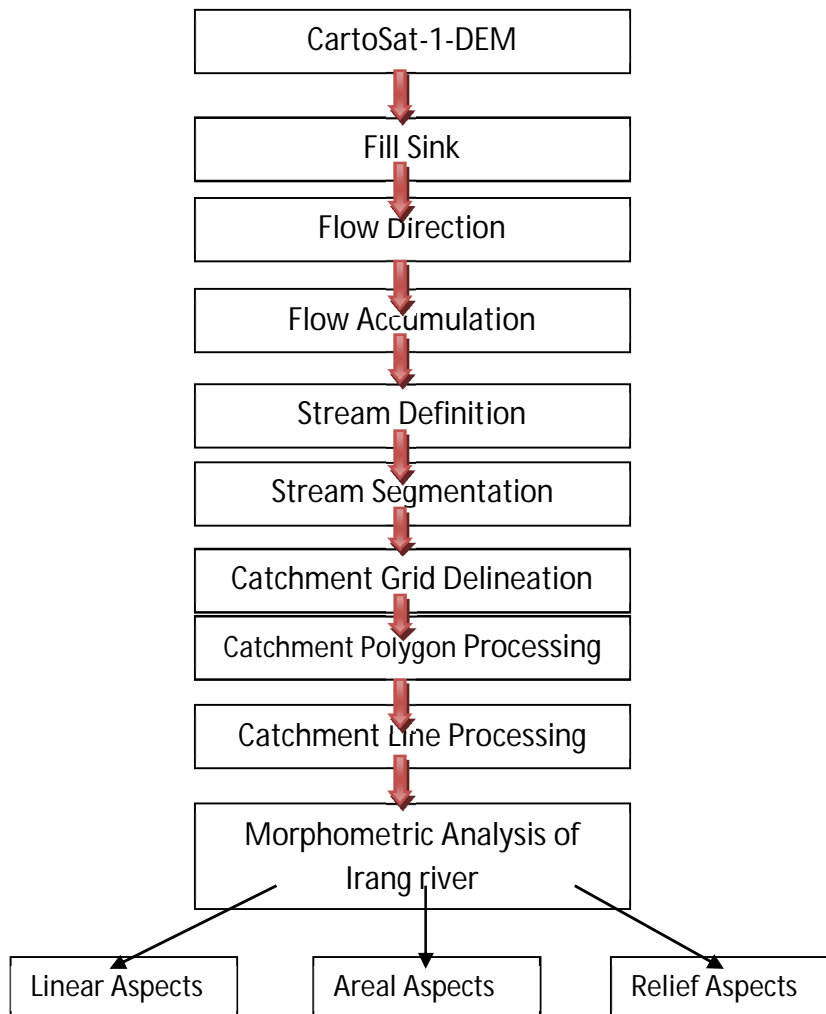 CartoSat-1-DEM
Fill Sink
Flow Direction
Flow Accumulation
Stream Definition
Stream Segmentation
Catchment Grid Delineation
Catchment Polygon Processing
Catchment Line Processing
Morphometric Analysis of
Irang river
Linear Aspects
Areal Aspects
Relief Aspects